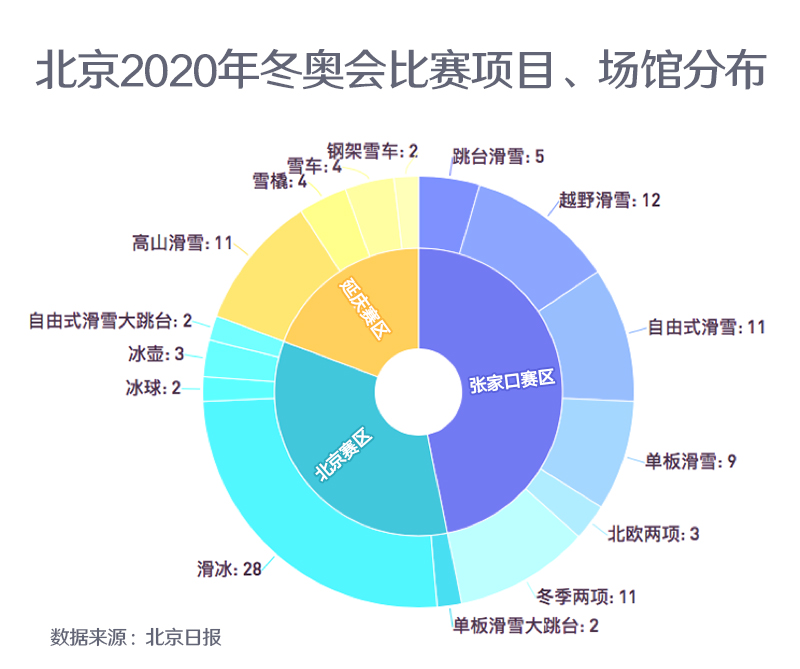 北京2020年冬奥会比赛项目、场馆分布
钢架雪车: 2
跳台滑雪: 5
雪车: 4
雪橇: 4
越野滑雪: 12
高山滑雪: 11
延庆赛区
自由式滑雪大跳台: 2
自由式滑雪: 11
冰壶: 3
张家口赛区
冰球: 2
北京赛区
单板滑雪: 9
北欧两项: 3
滑冰: 28
冬季两项: 11
单板滑雪大跳台: 2
数据来源：北京日报